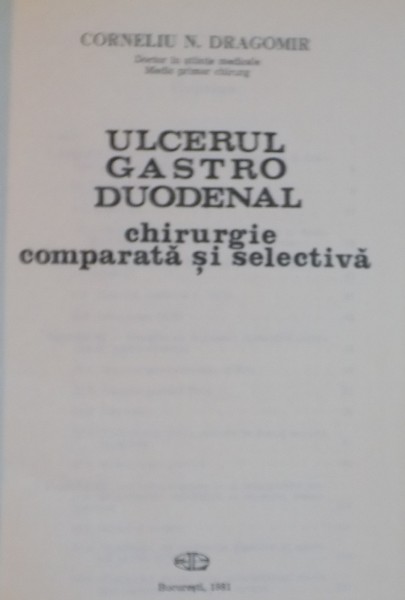 CORNELIU N. DRAGOMIR
Doctor în științe medicale
Medic primar chirurg
ULCERUL
GASTRO
DUODENAL
chirurgie
comparată și selectivă
București, 1981